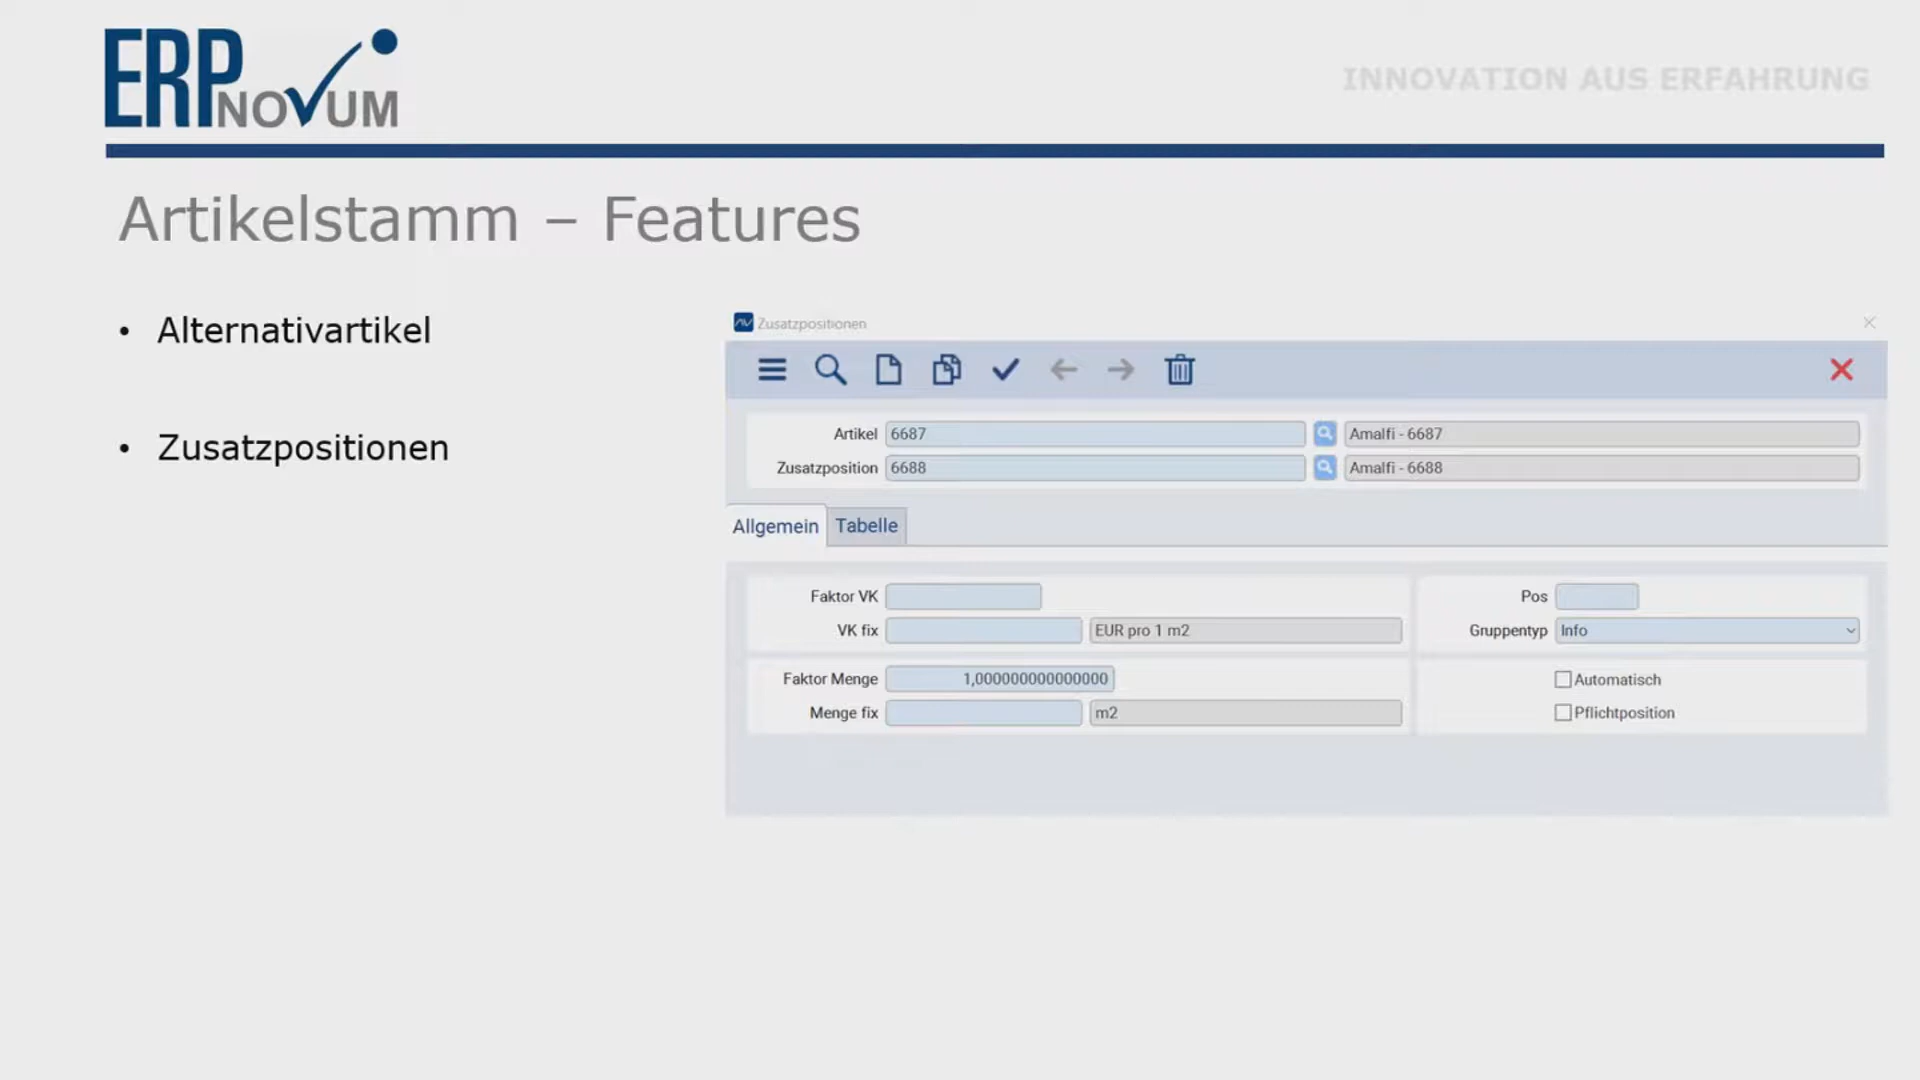 ERP NOVUM
INNOVATION AUS ERFAHRUNG
Artikelstamm – Features
• Alternativartikel
• Zusatzpositionen
Zusatzpositionen
Artikel 6687 Amalfi - 6687
Zusatzposition 6688 Amalfi - 6688
Allgemein Tabelle
Faktor VK
VK fix EUR pro 1 m2
Faktor Menge 1,000000000000000
Menge fix m2
Pos
Gruppentyp Info
Automatisch
Pflichtposition